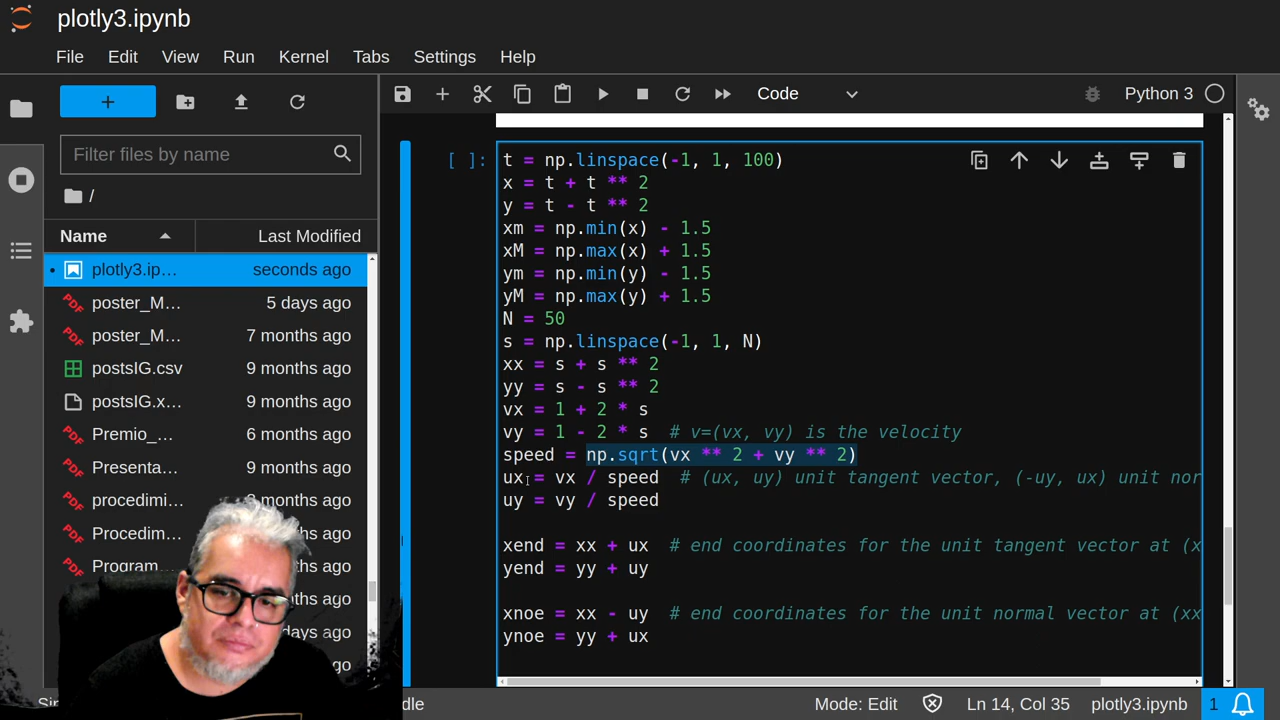 plotly3.ipynb
File Edit View Run Kernel Tabs Settings Help
Code
Python 3
Filter files by name
/
Name Last Modified
plotly3.ip… seconds ago
poster_M… 5 days ago
poster_M… 7 months ago
postsIG.csv 9 months ago
postsIG.x… 9 months ago
Premio_… 6 months ago
Presenta… 9 months ago
procedimi… months ago
Procedim… ths ago
Program… ths ago
ths ago
days ago
ago
[ ]:
t = np.linspace(-1, 1, 100)
x = t + t ** 2
y = t - t ** 2
xm = np.min(x) - 1.5
xM = np.max(x) + 1.5
ym = np.min(y) - 1.5
yM = np.max(y) + 1.5
N = 50
s = np.linspace(-1, 1, N)
xx = s + s ** 2
yy = s - s ** 2
vx = 1 + 2 * s
vy = 1 - 2 * s  # v=(vx, vy) is the velocity
speed = np.sqrt(vx ** 2 + vy ** 2)
ux = vx / speed  # (ux, uy) unit tangent vector, (-uy, ux) unit nor
uy = vy / speed
xend = xx + ux  # end coordinates for the unit tangent vector at (x
yend = yy + uy
xnoe = xx - uy  # end coordinates for the unit normal vector at (xx
ynoe = yy + ux
Si dle Mode: Edit Ln 14, Col 35 plotly3.ipynb 1